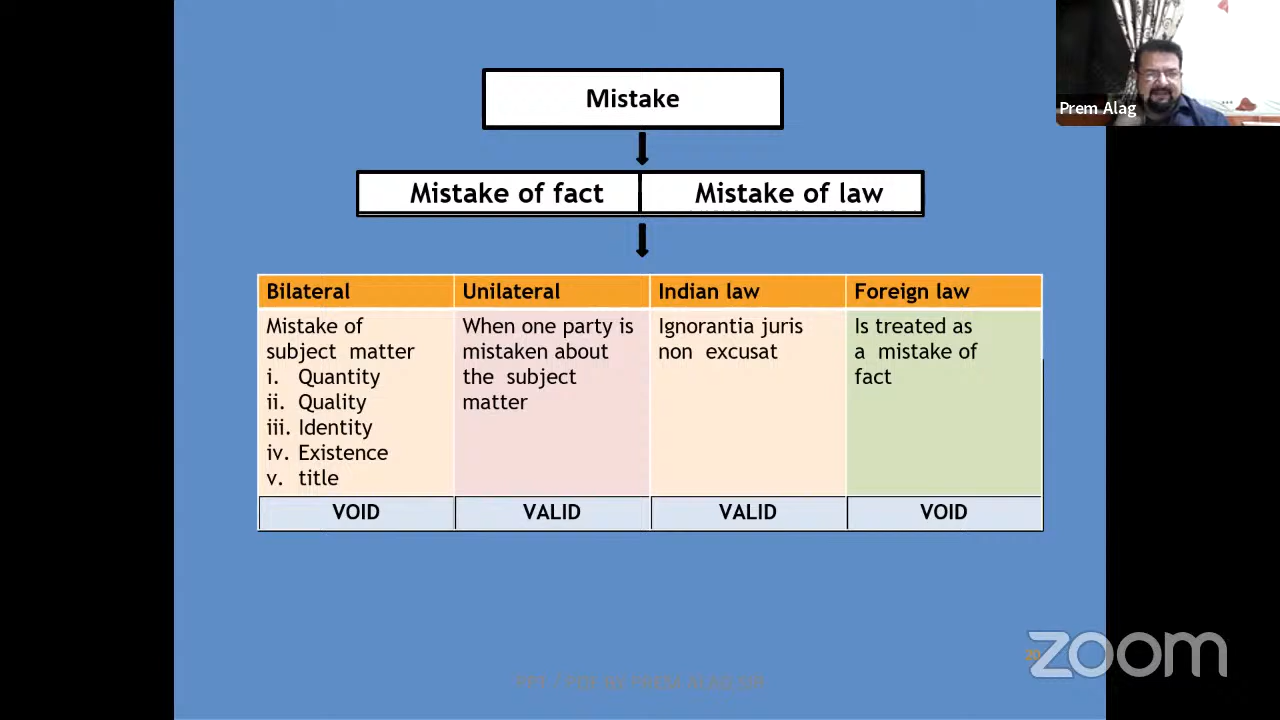 Mistake
Prem Alag
Mistake of fact
Mistake of law
Bilateral
Unilateral
Indian law
Foreign law
Mistake of
subject matter
i. Quantity
ii. Quality
iii. Identity
iv. Existence
v. title
When one party is
mistaken about
the subject
matter
Ignorantia juris
non excusat
Is treated as
a mistake of
fact
VOID
VALID
VALID
VOID
zoom